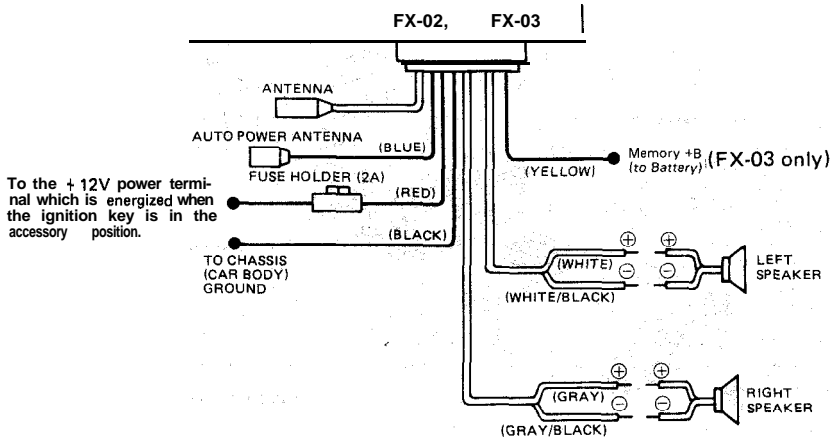 FX-02, FX-03
ANTENNA
AUTO POWER ANTENNA
(BLUE)
FUSE HOLDER (2A)
(RED)
To the + 12V power termi-
nal which is energized when
the ignition key is in the
accessory position.
(BLACK)
TO CHASSIS
(CAR BODY)
GROUND
(YELLOW)
Memory +B (FX-03 only)
(to Battery)
⊕ ⊕
(WHITE)
⊖ ⊖
(WHITE/BLACK)
LEFT
SPEAKER
⊕ ⊕
(GRAY)
⊖ ⊖
(GRAY/BLACK)
RIGHT
SPEAKER